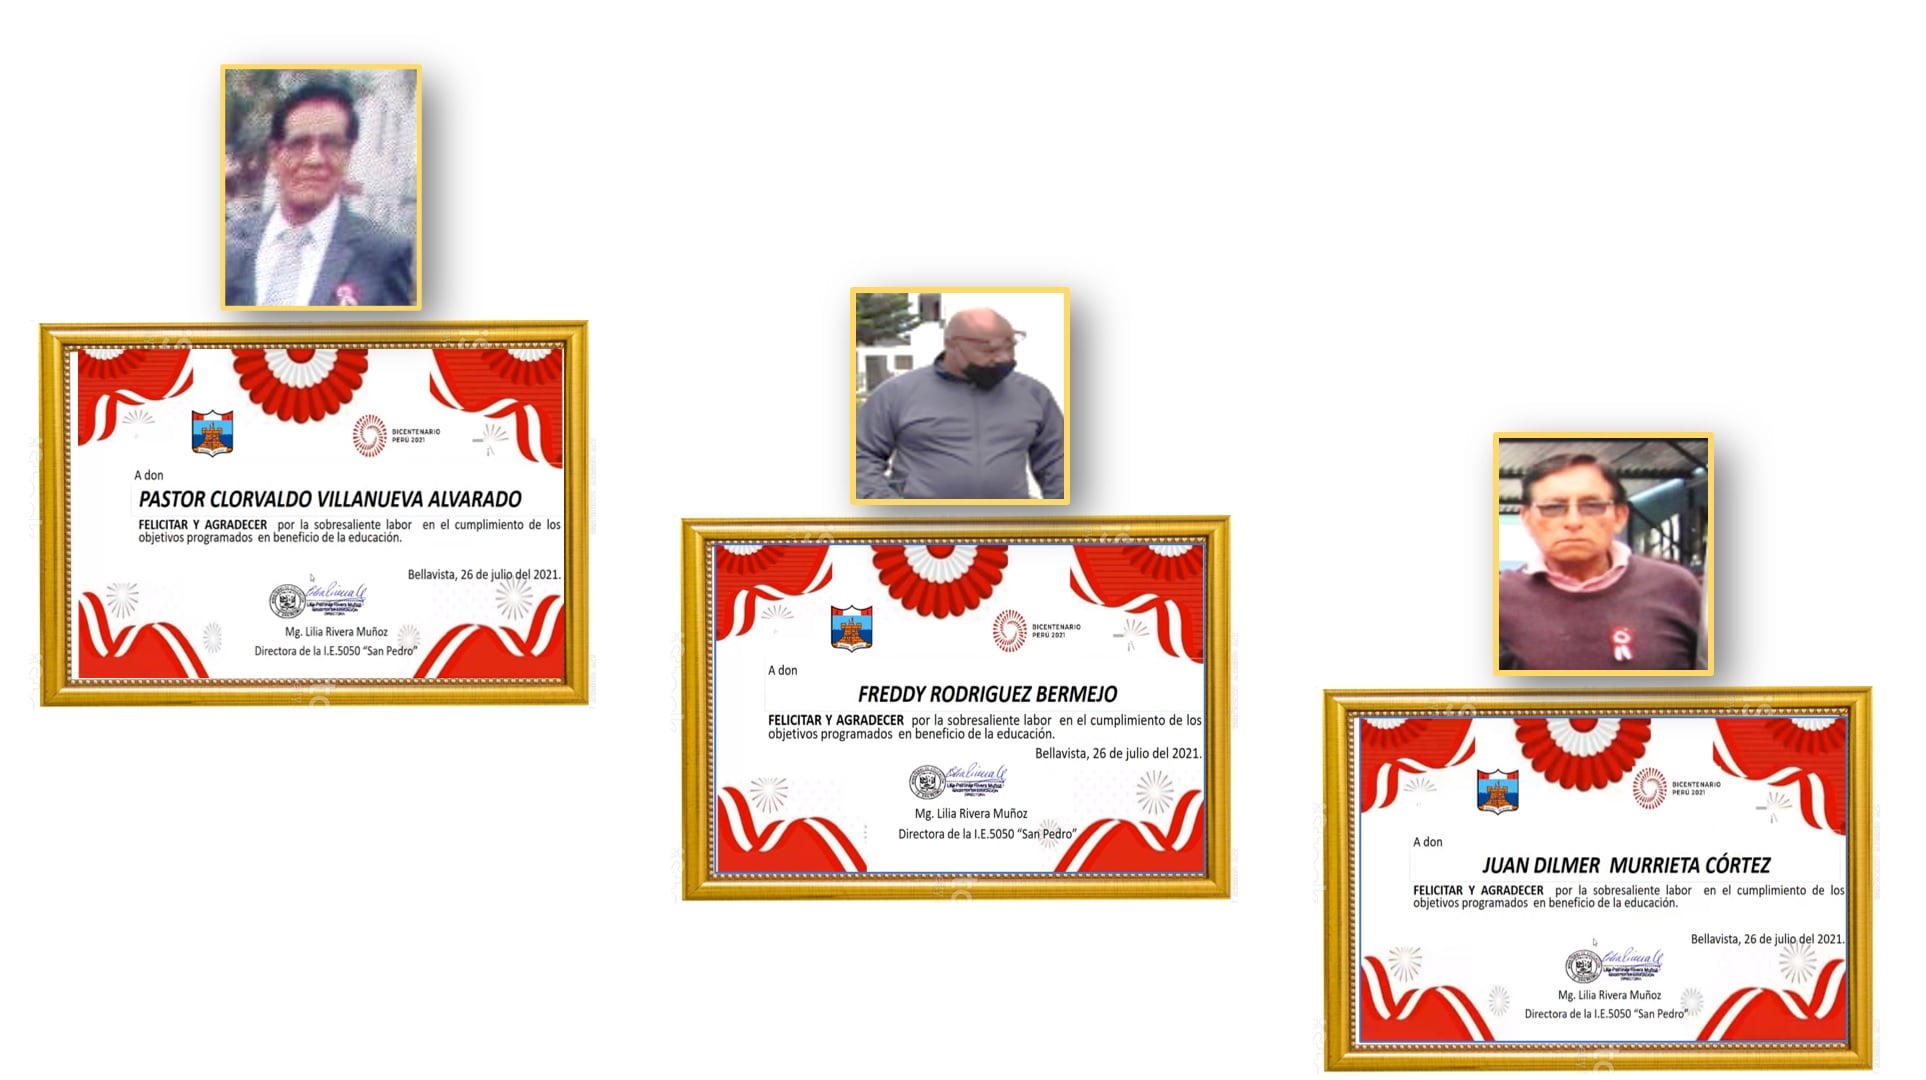 BICENTENARIO
PERÚ 2021
A don
PASTOR CLORVALDO VILLANUEVA ALVARADO
FELICITAR Y AGRADECER por la sobresaliente labor en el cumplimiento de los
objetivos programados en beneficio de la educación.
Bellavista, 26 de julio del 2021.
Mg. Lilia Rivera Muñoz
Directora de la I.E.5050 “San Pedro”
BICENTENARIO
PERÚ 2021
A don
FREDDY RODRIGUEZ BERMEJO
FELICITAR Y AGRADECER por la sobresaliente labor en el cumplimiento de los
objetivos programados en beneficio de la educación.
Bellavista, 26 de julio del 2021.
Mg. Lilia Rivera Muñoz
Directora de la I.E.5050 “San Pedro”
BICENTENARIO
PERÚ 2021
A don
JUAN DILMER MURRIETA CÓRTEZ
FELICITAR Y AGRADECER por la sobresaliente labor en el cumplimiento de los
objetivos programados en beneficio de la educación.
Bellavista, 26 de julio del 2021.
Mg. Lilia Rivera Muñoz
Directora de la I.E.5050 “San Pedro”